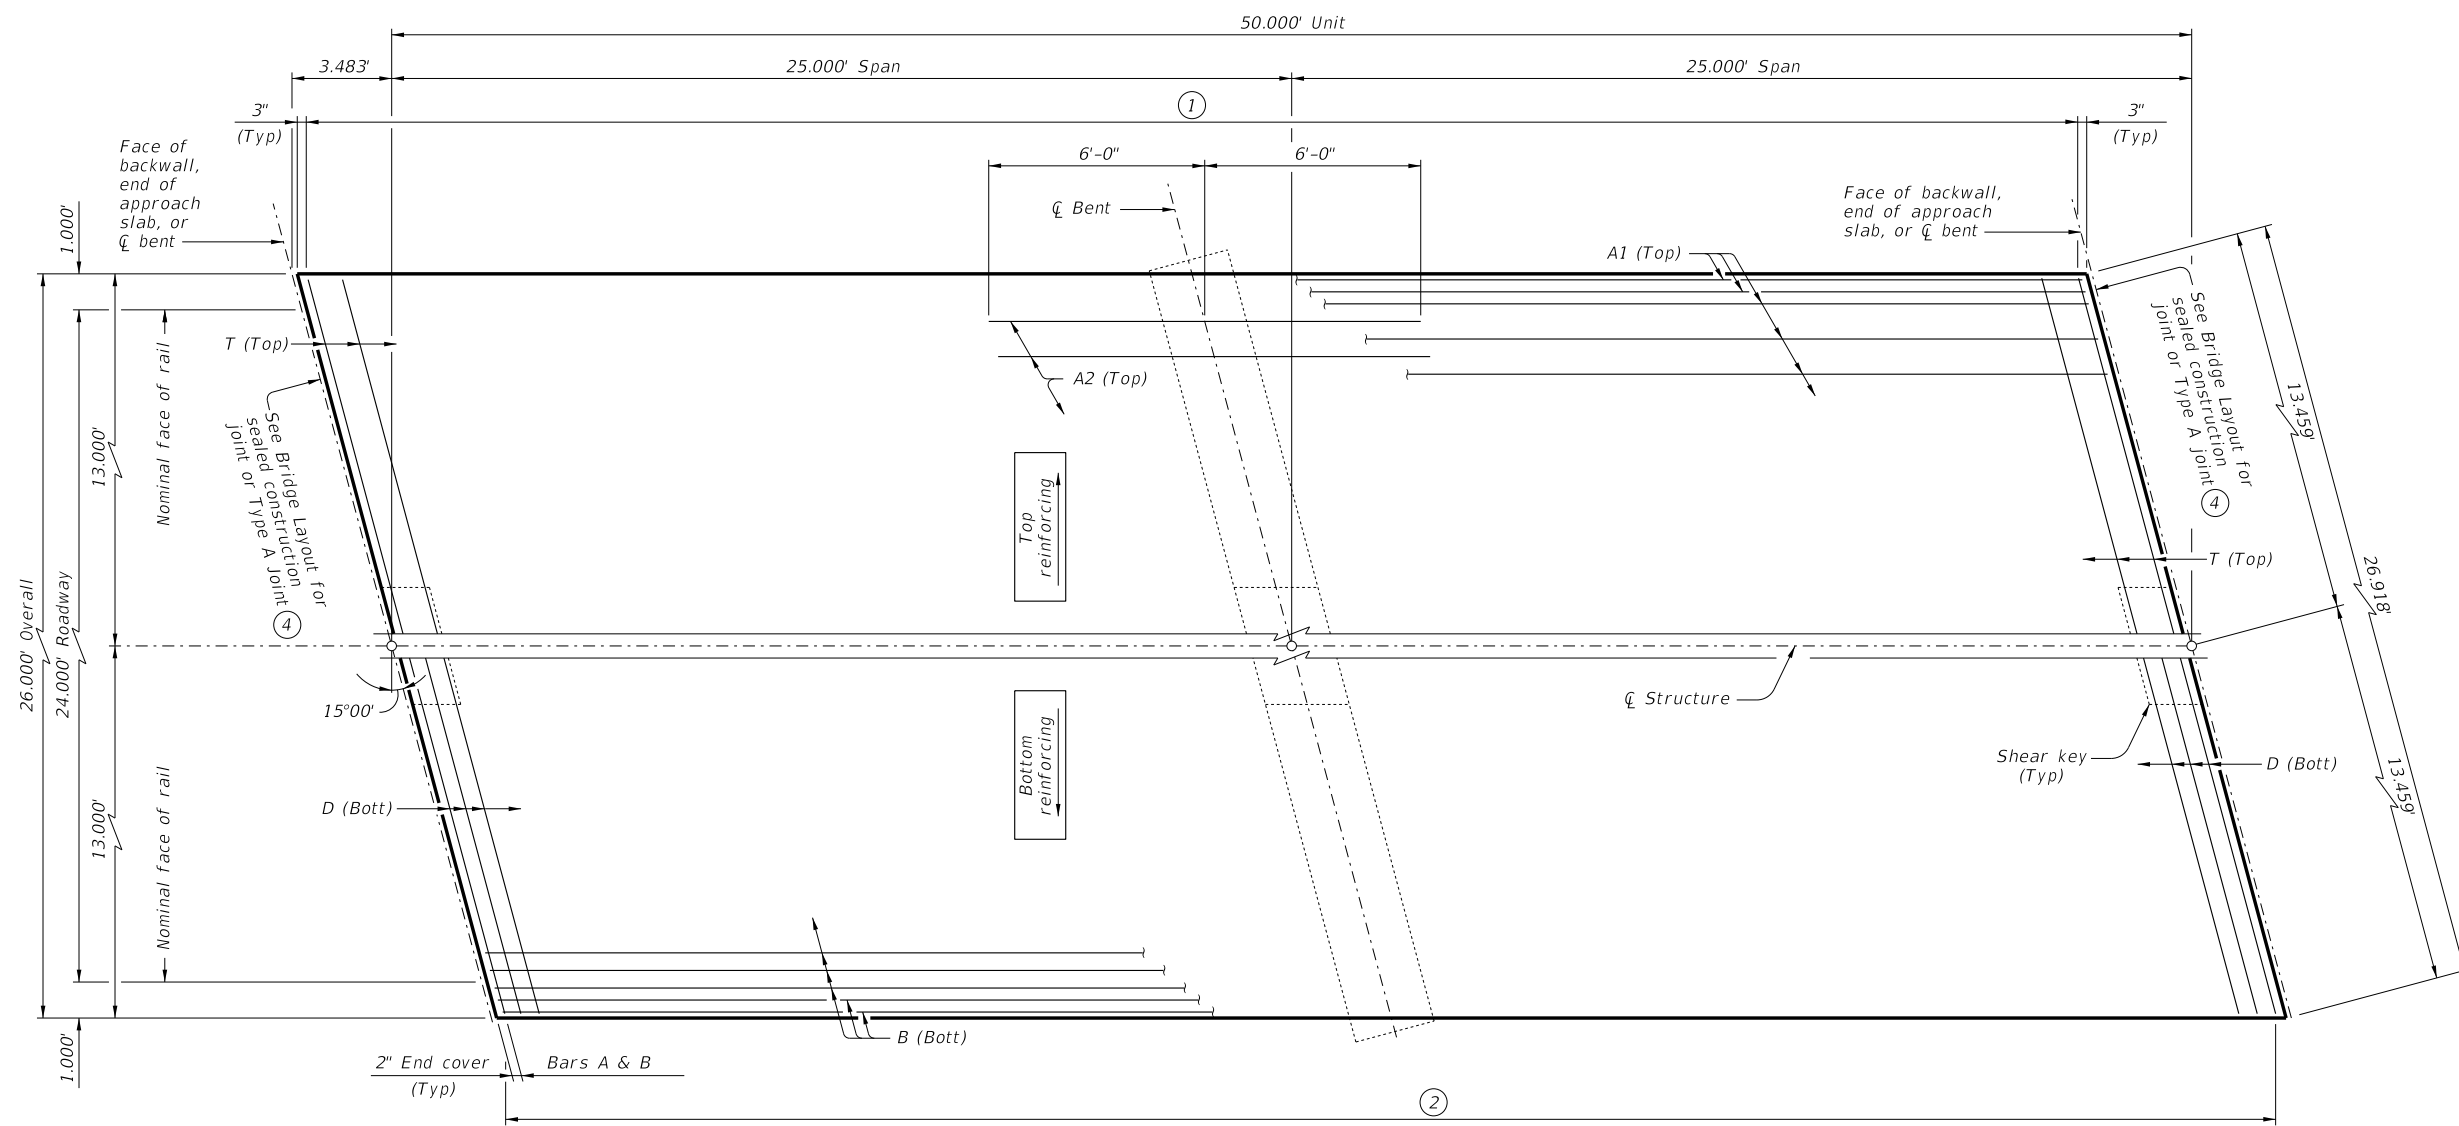 50.000' Unit
3.483'
25.000' Span
25.000' Span
1
3"
(Typ)
3"
(Typ)
Face of
backwall,
end of
approach
slab, or
℄ bent
6'-0"
6'-0"
℄ Bent
Face of backwall,
end of approach
slab, or ℄ bent
1.000'
A1 (Top)
T (Top)
A2 (Top)
Nominal face of rail
See Bridge Layout for
sealed construction
joint or Type A Joint
4
See Bridge Layout for
sealed construction
joint or Type A joint
4
13.459'
26.918'
13.459'
13.000'
26.000' Overall
24.000' Roadway
Top
reinforcing
T (Top)
15°00'
Bottom
reinforcing
℄ Structure
Shear key
(Typ)
D (Bott)
D (Bott)
13.000'
Nominal face of rail
B (Bott)
1.000'
2" End cover
(Typ)
Bars A & B
2